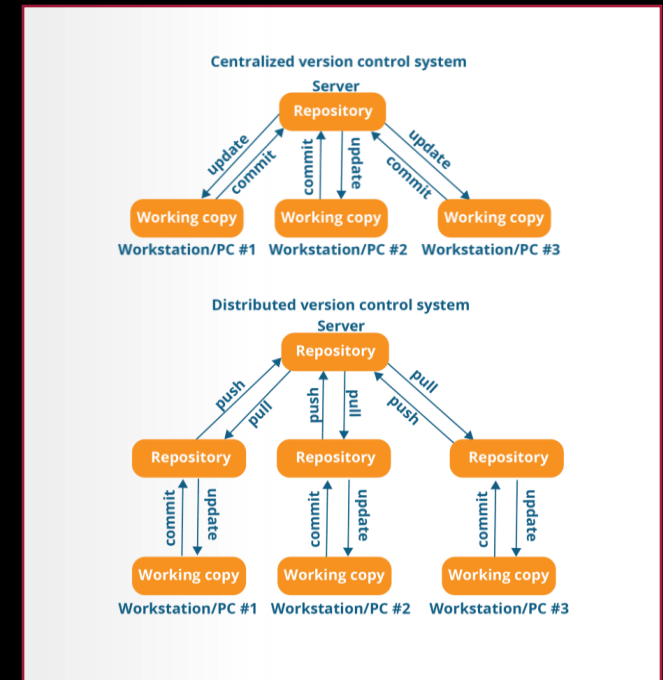 Centralized version control system
Server
Repository
update
commit
commit
update
update
commit
Working copy
Working copy
Working copy
Workstation/PC #1
Workstation/PC #2
Workstation/PC #3
Distributed version control system
Server
Repository
push
pull
push
pull
pull
push
Repository
Repository
Repository
commit
update
commit
update
commit
update
Working copy
Working copy
Working copy
Workstation/PC #1
Workstation/PC #2
Workstation/PC #3